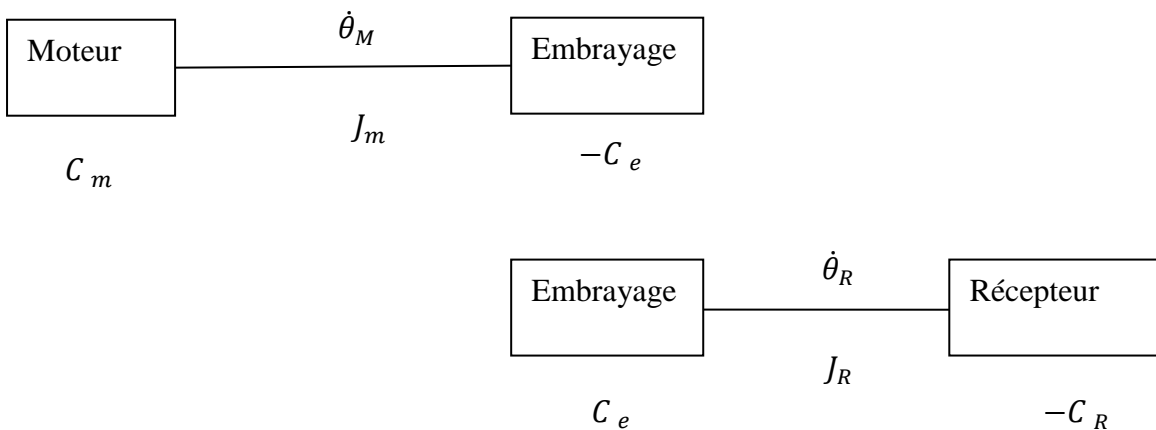 Moteur
θ̇_M
Embrayage
J_m
C_m
−C_e
Embrayage
θ̇_R
Récepteur
J_R
C_e
−C_R